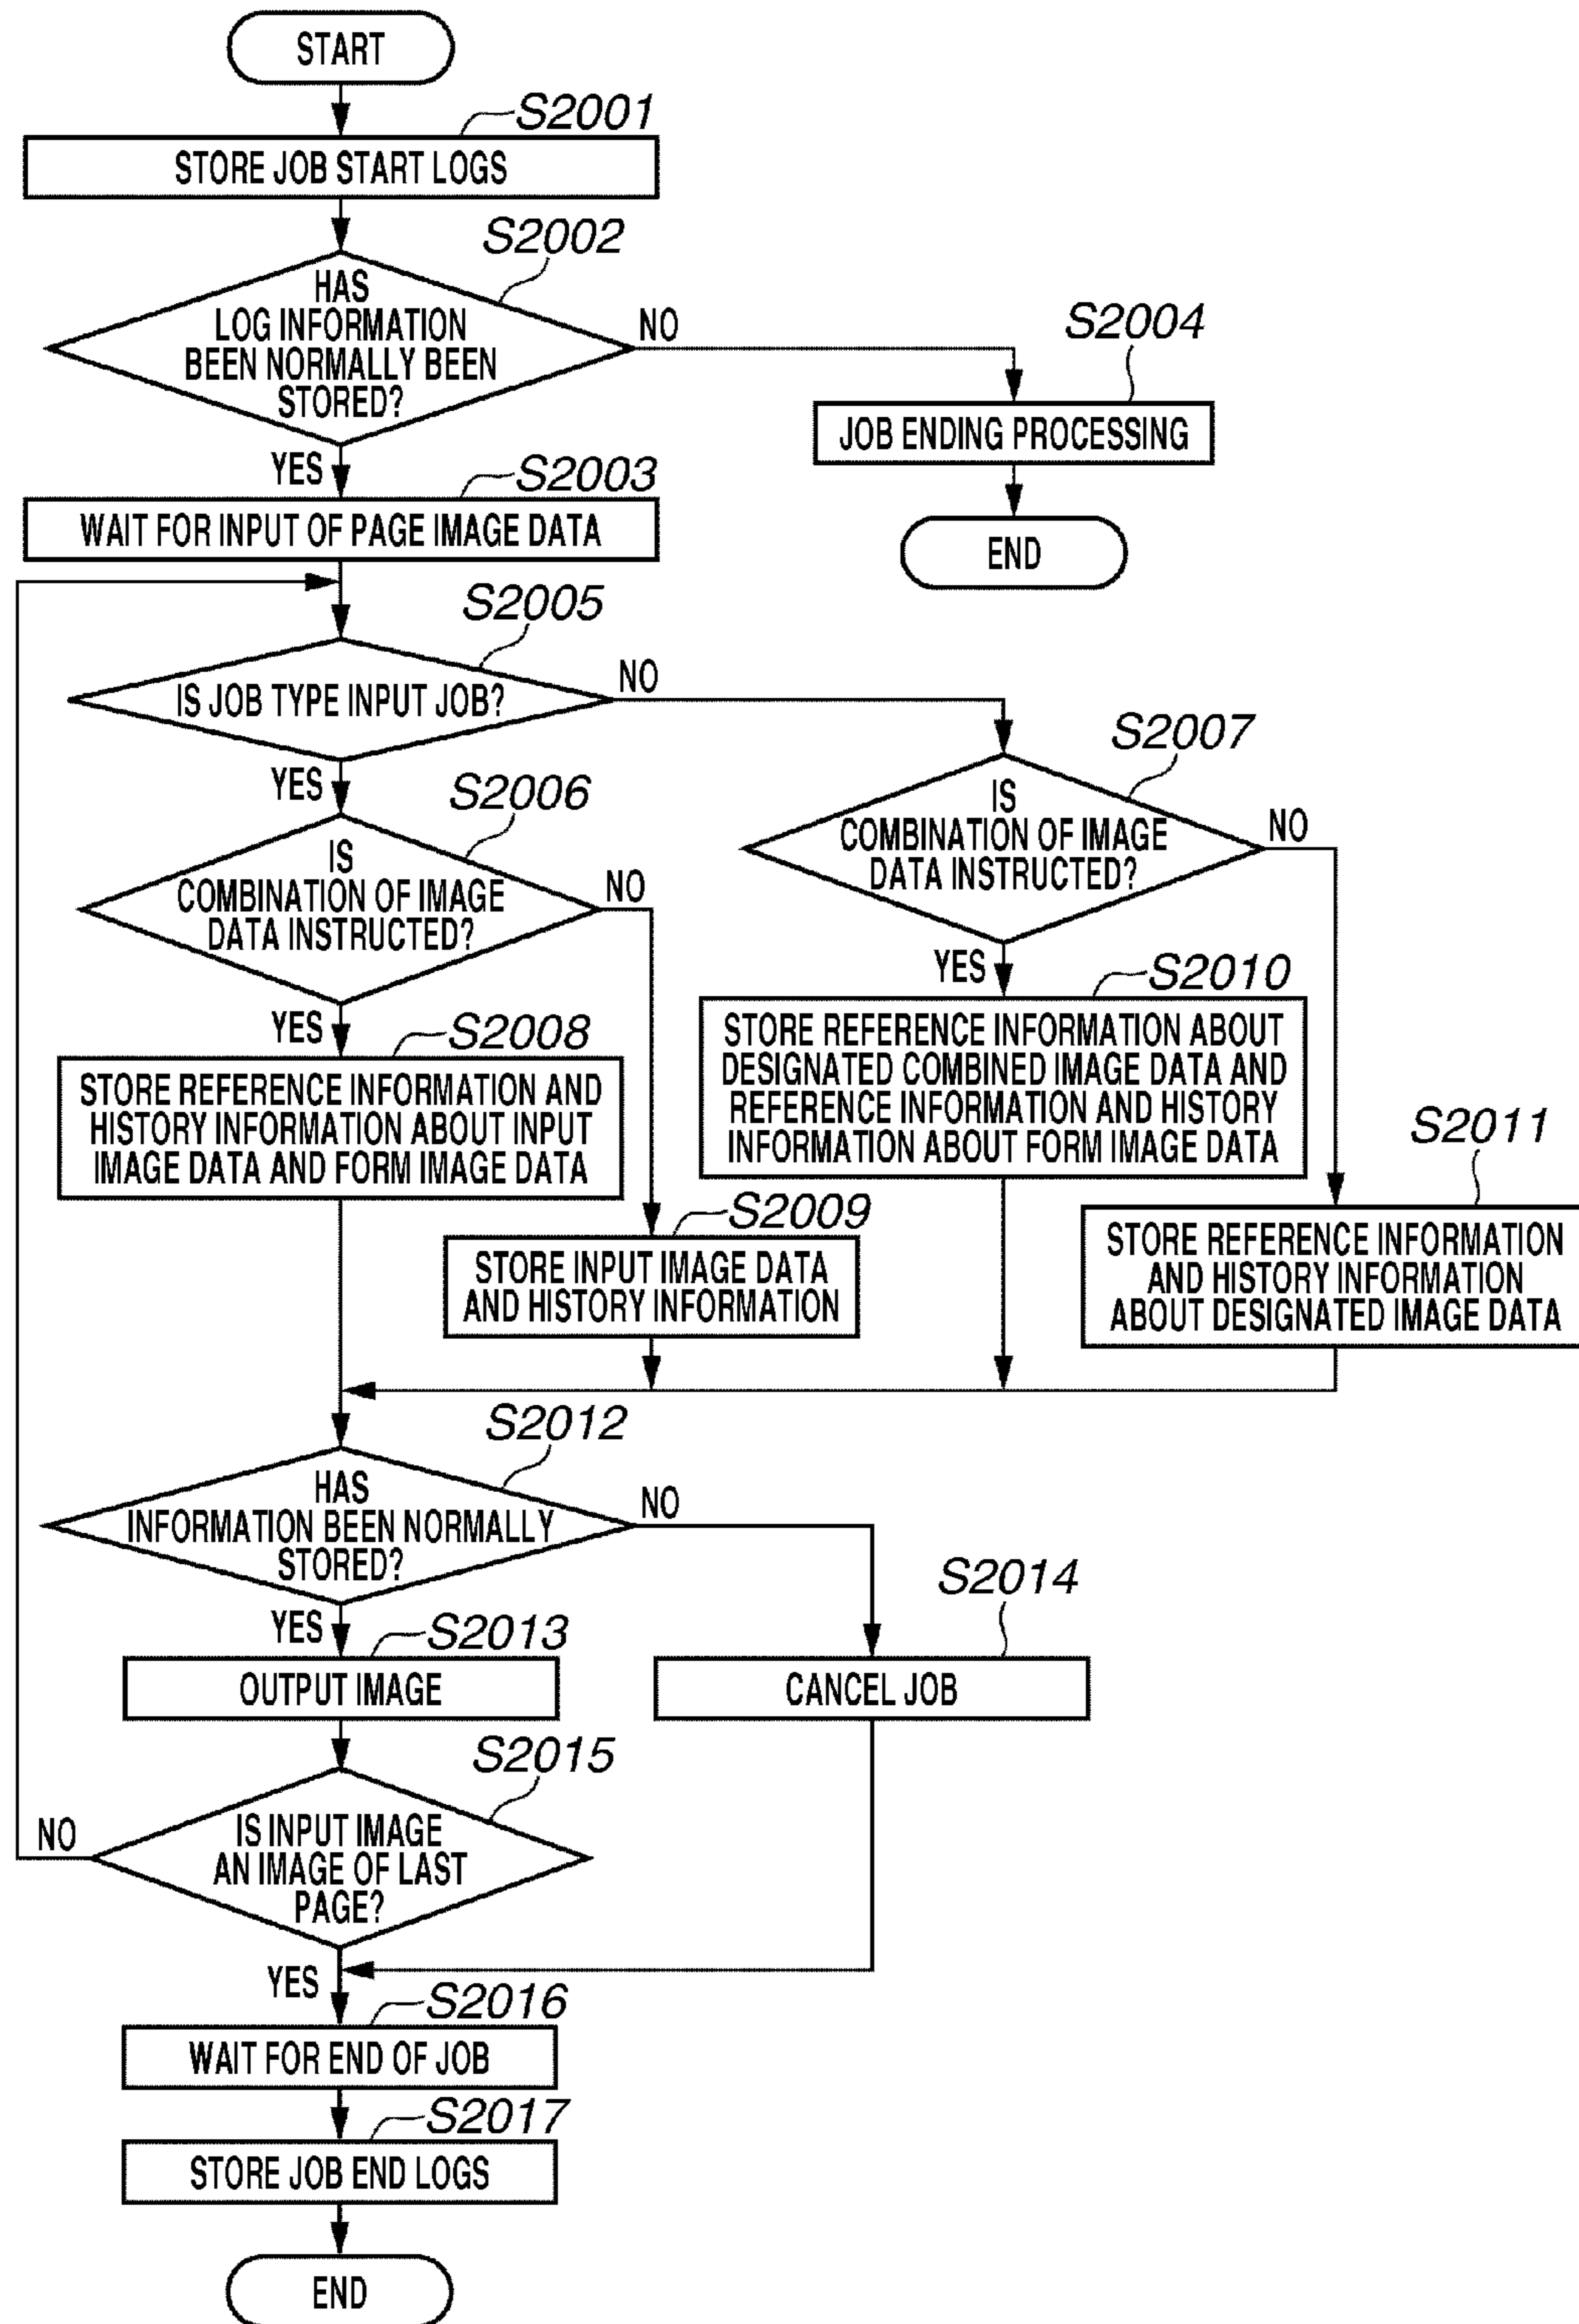 START
S2001
STORE JOB START LOGS
S2002
HAS
LOG INFORMATION
BEEN NORMALLY BEEN
STORED?
NO
S2004
JOB ENDING PROCESSING
END
YES
S2003
WAIT FOR INPUT OF PAGE IMAGE DATA
S2005
IS JOB TYPE INPUT JOB?
NO
S2007
IS
COMBINATION OF IMAGE
DATA INSTRUCTED?
NO
YES
S2006
IS
COMBINATION OF IMAGE
DATA INSTRUCTED?
NO
YES
S2010
STORE REFERENCE INFORMATION ABOUT
DESIGNATED COMBINED IMAGE DATA AND
REFERENCE INFORMATION AND HISTORY
INFORMATION ABOUT FORM IMAGE DATA
YES
S2008
STORE REFERENCE INFORMATION AND
HISTORY INFORMATION ABOUT INPUT
IMAGE DATA AND FORM IMAGE DATA
S2011
STORE REFERENCE INFORMATION
AND HISTORY INFORMATION
ABOUT DESIGNATED IMAGE DATA
S2009
STORE INPUT IMAGE DATA
AND HISTORY INFORMATION
S2012
HAS
INFORMATION BEEN NORMALLY
STORED?
NO
S2014
CANCEL JOB
YES
S2013
OUTPUT IMAGE
S2015
IS INPUT IMAGE
AN IMAGE OF LAST
PAGE?
NO
YES
S2016
WAIT FOR END OF JOB
S2017
STORE JOB END LOGS
END